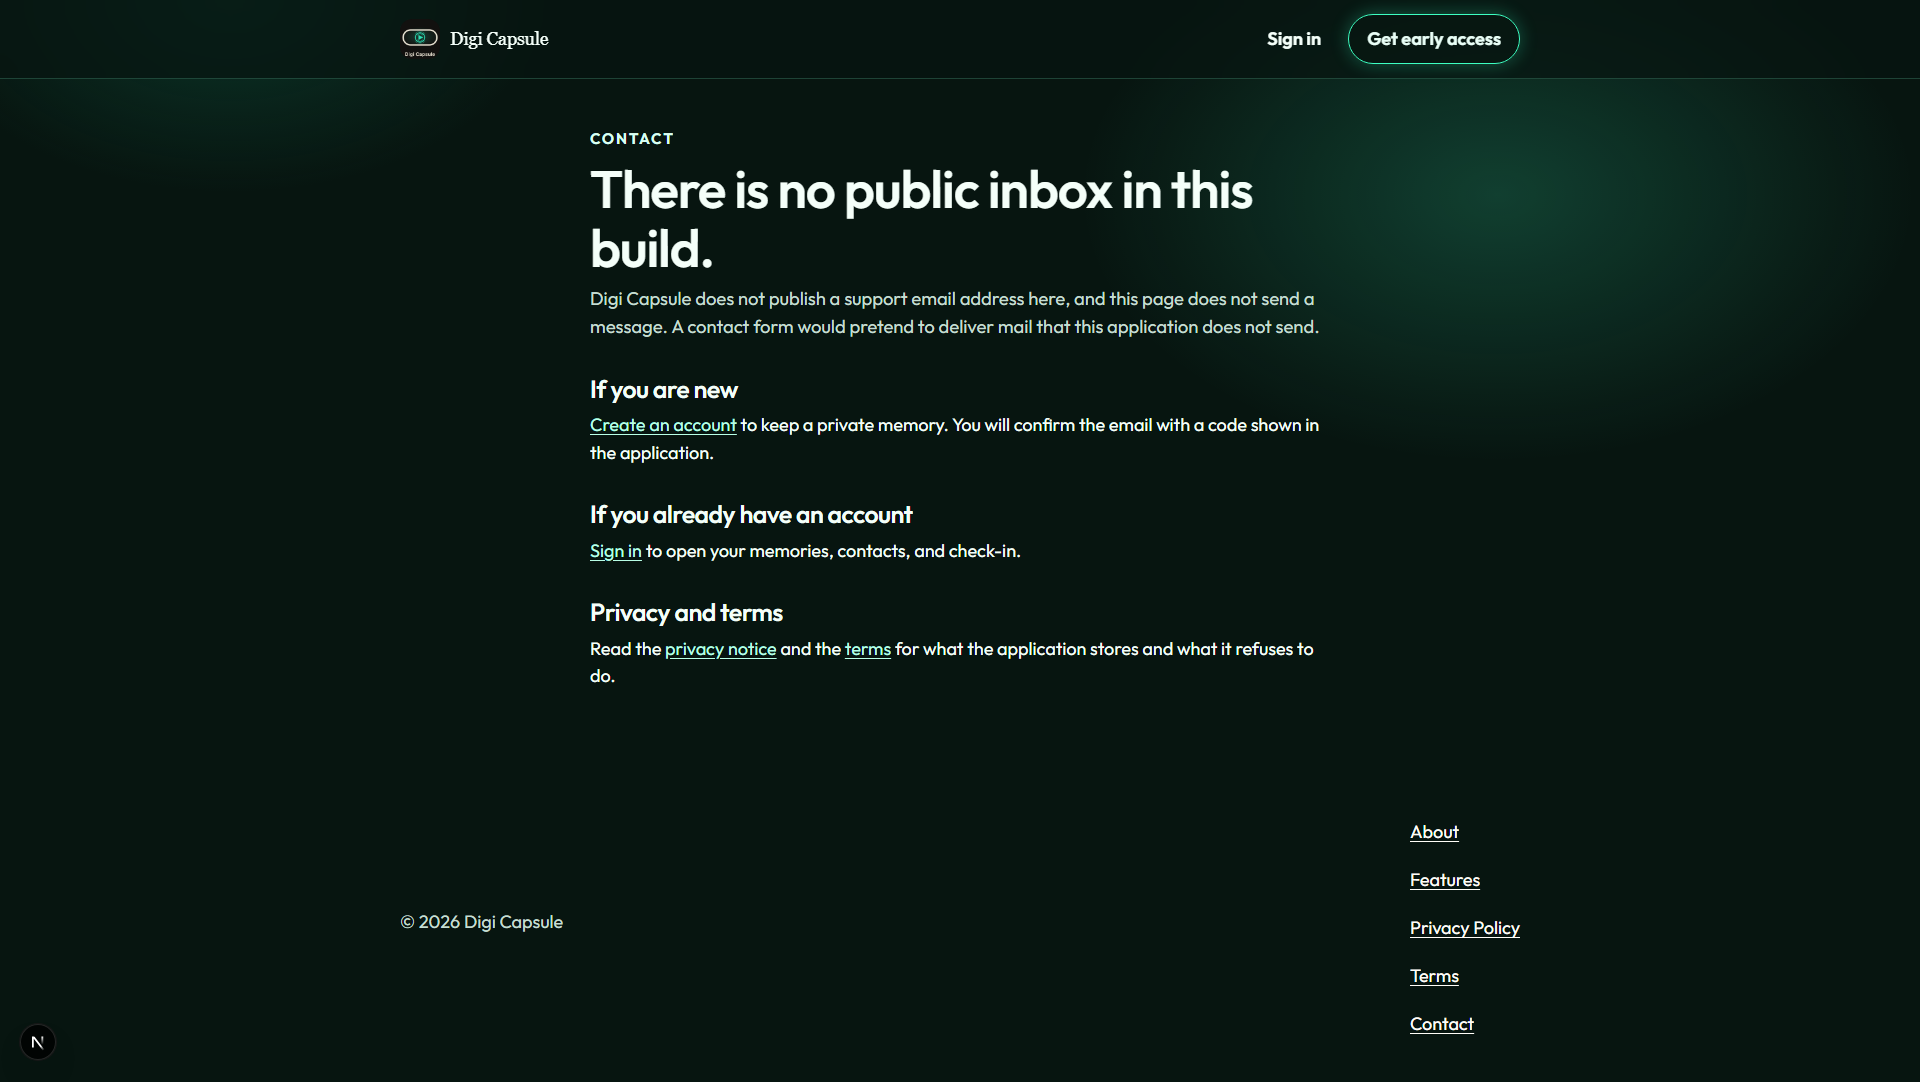 Digi Capsule
Digi Capsule
Sign in
Get early access
CONTACT
There is no public inbox in this
build.
Digi Capsule does not publish a support email address here, and this page does not send a
message. A contact form would pretend to deliver mail that this application does not send.
If you are new
Create an account to keep a private memory. You will confirm the email with a code shown in
the application.
If you already have an account
Sign in to open your memories, contacts, and check-in.
Privacy and terms
Read the privacy notice and the terms for what the application stores and what it refuses to
do.
About
Features
© 2026 Digi Capsule
Privacy Policy
Terms
Contact
N